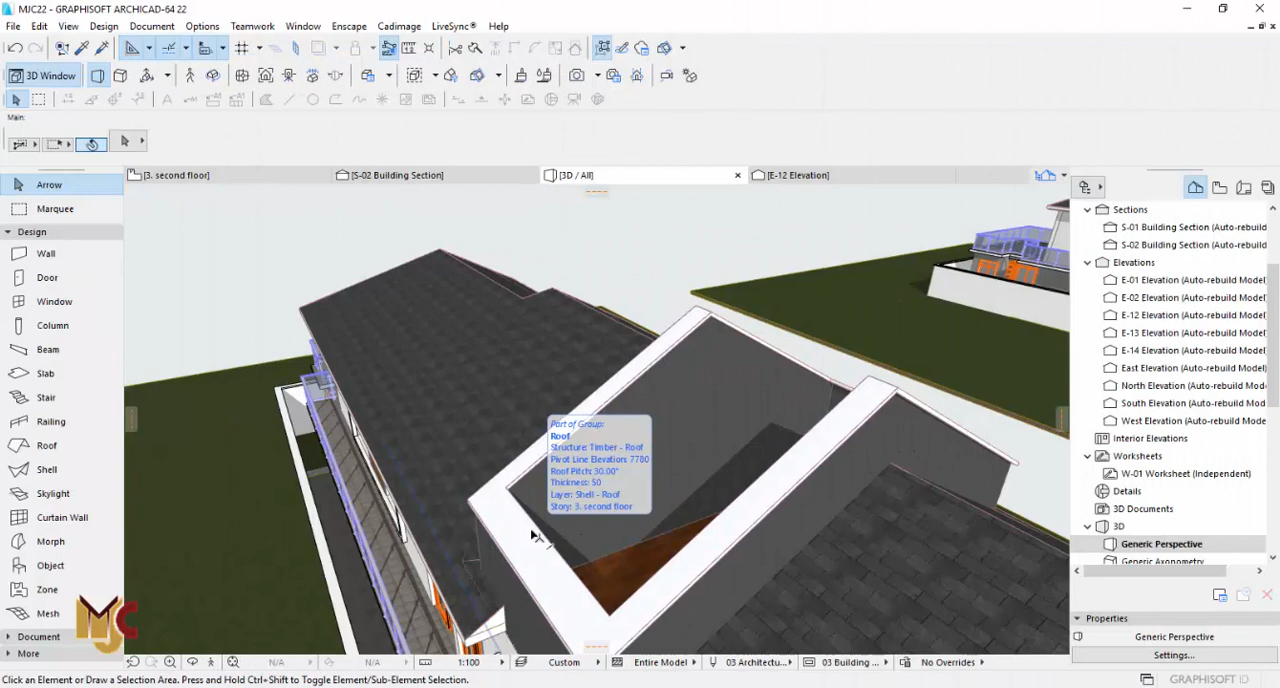 MJC22 - GRAPHISOFT ARCHICAD-64 22
File Edit View Design Document Options Teamwork Window Enscape Cadimage LiveSync® Help
3D Window
Main:
[3. second floor] [S-02 Building Section] [3D / All] [E-12 Elevation]
Arrow
Marquee
Design
Wall
Door
Window
Column
Beam
Slab
Stair
Railing
Roof
Shell
Skylight
Curtain Wall
Morph
Object
Zone
Mesh
Document
More
MJC
Part of Group:
Roof
Structure: Timber - Roof
Pivot Line Elevation: 7780
Roof Pitch: 30.00°
Thickness: 50
Layer: Shell - Roof
Story: 3. second floor
Sections
S-01 Building Section (Auto-rebuild
S-02 Building Section (Auto-rebuild
Elevations
E-01 Elevation (Auto-rebuild Model)
E-02 Elevation (Auto-rebuild Model)
E-12 Elevation (Auto-rebuild Model)
E-13 Elevation (Auto-rebuild Model)
E-14 Elevation (Auto-rebuild Model)
East Elevation (Auto-rebuild Model)
North Elevation (Auto-rebuild Model)
South Elevation (Auto-rebuild Model)
West Elevation (Auto-rebuild Model)
Interior Elevations
Worksheets
W-01 Worksheet (Independent)
Details
3D Documents
3D
Generic Perspective
Generic Axonometry
Properties
Generic Perspective
Settings...
N/A N/A 1:100 Custom Entire Model 03 Architectu... 03 Building ... No Overrides
Click an Element or Draw a Selection Area. Press and Hold Ctrl+Shift to Toggle Element/Sub-Element Selection.
GRAPHISOFT ID